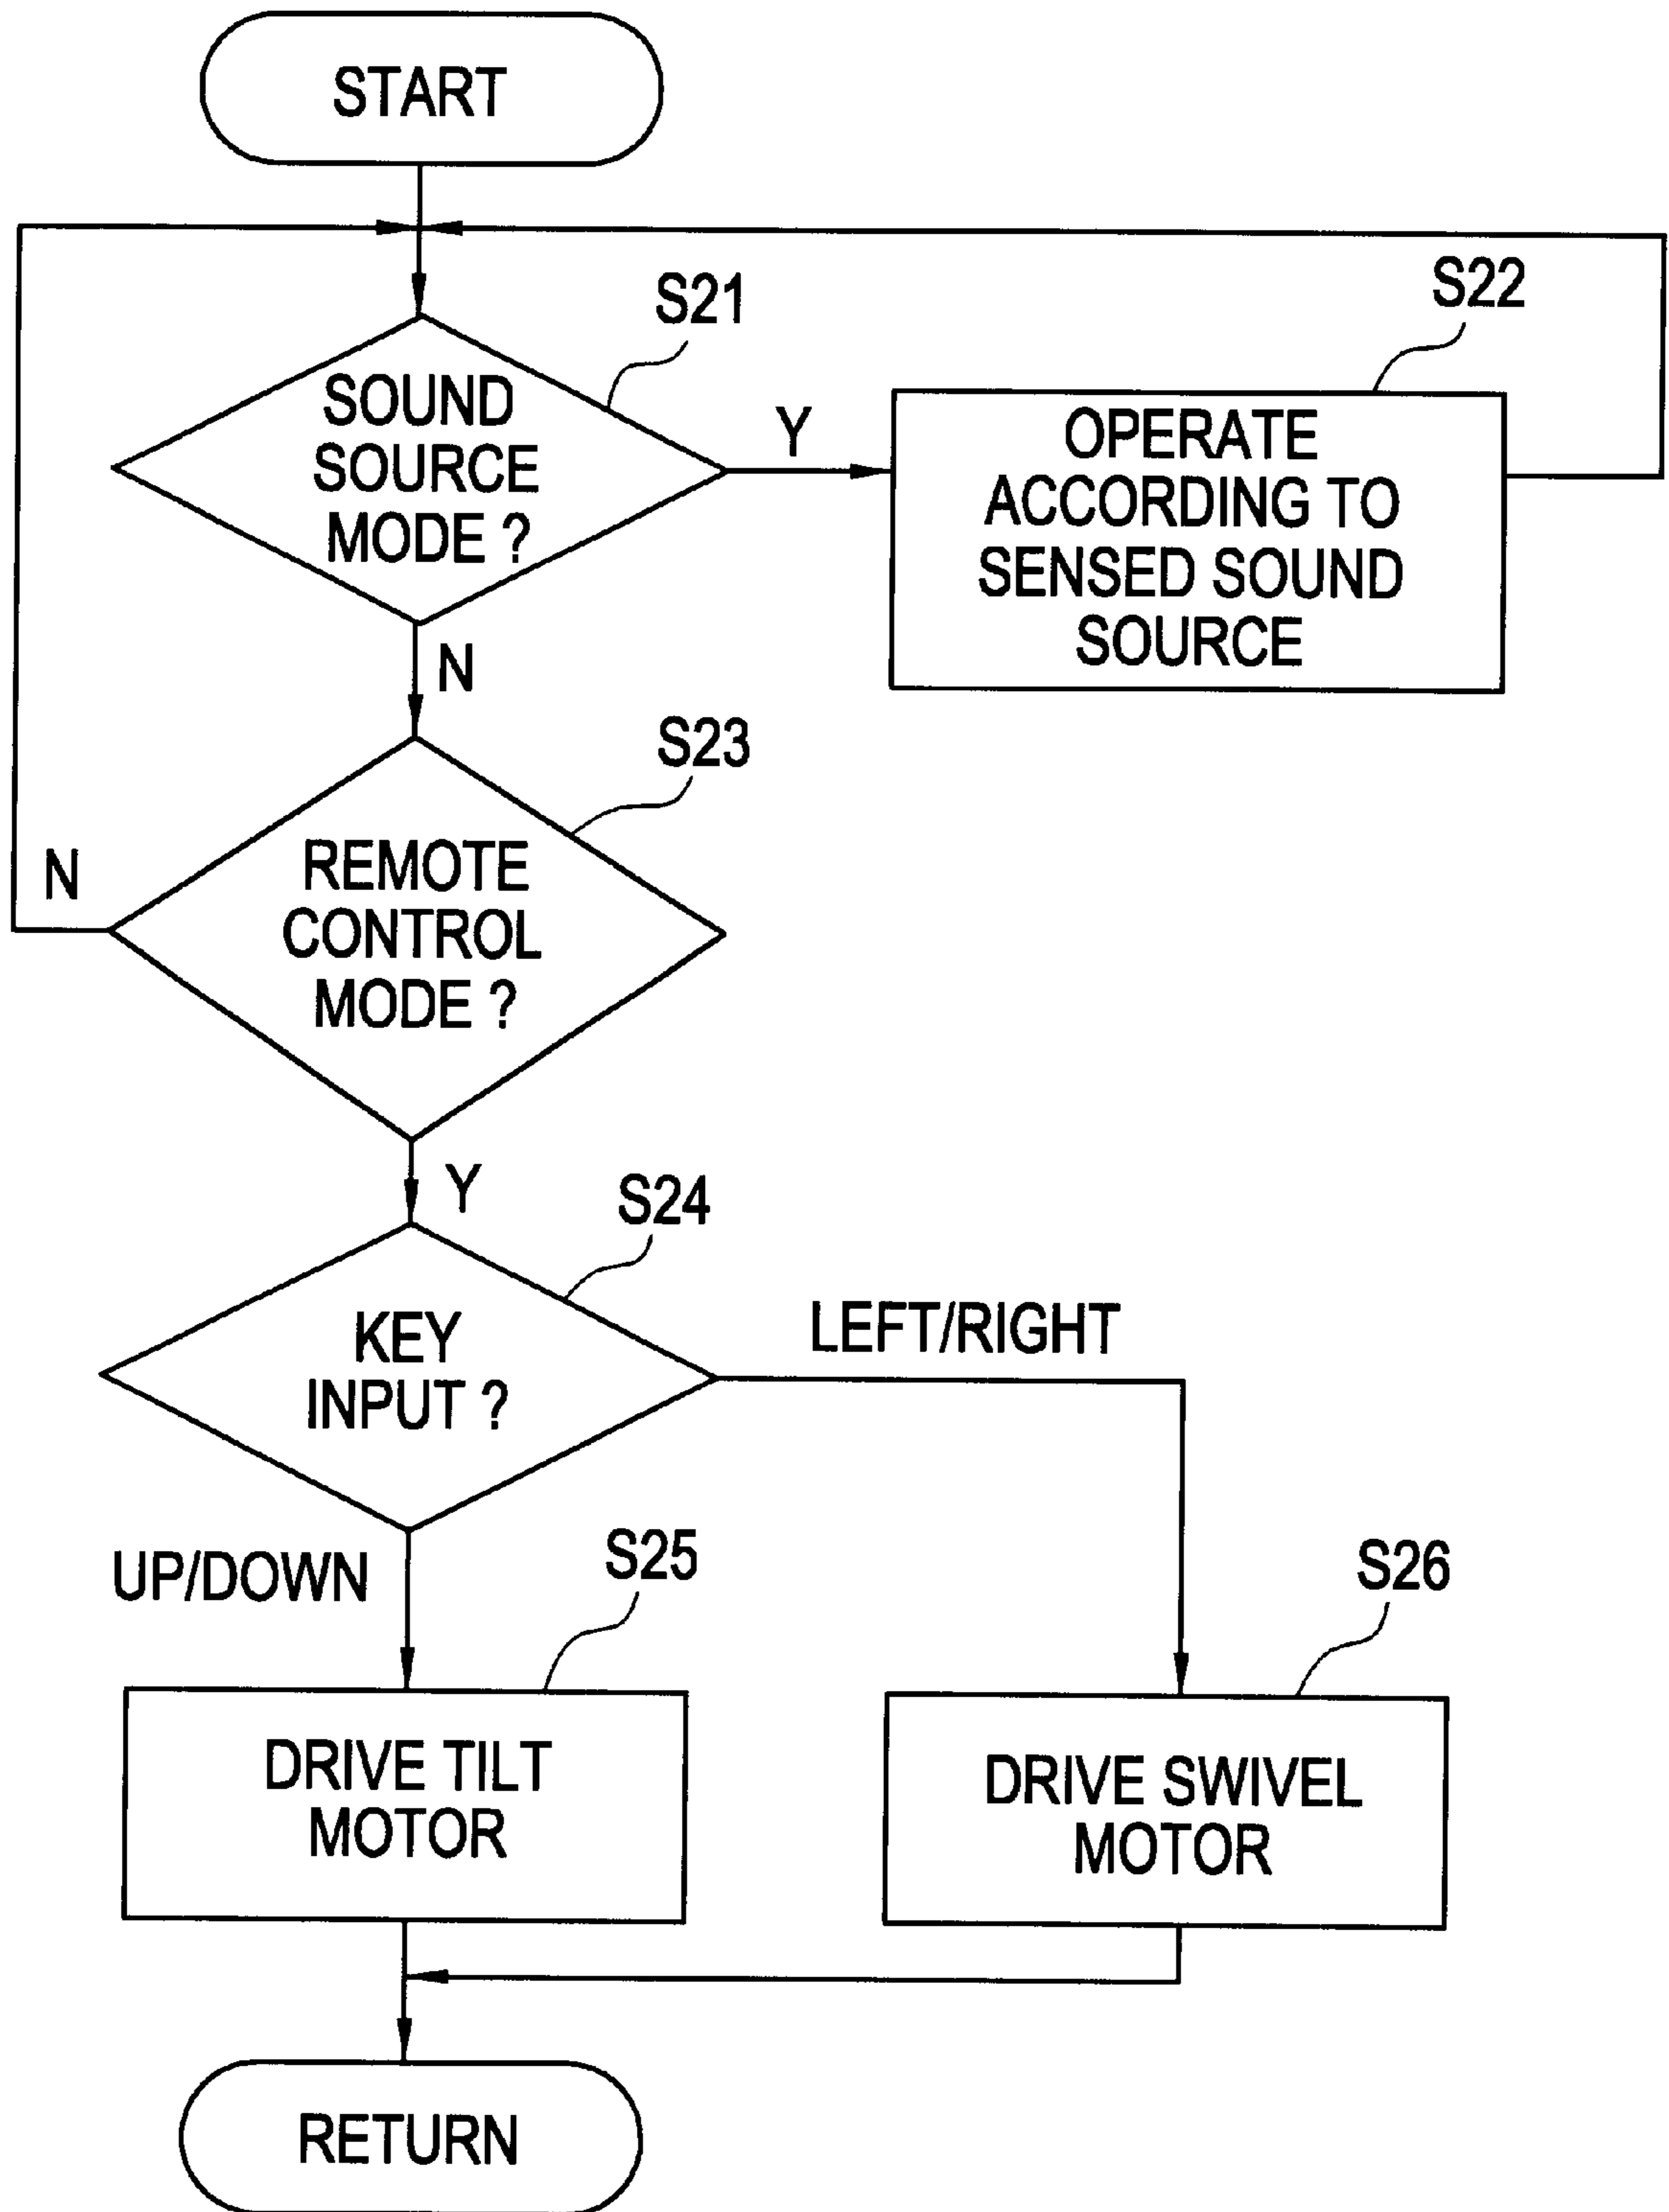 START
S21
S22
SOUND
SOURCE
MODE ?
Y
OPERATE
ACCORDING TO
SENSED SOUND
SOURCE
N
S23
N
REMOTE
CONTROL
MODE ?
Y
S24
KEY
INPUT ?
LEFT/RIGHT
UP/DOWN
S25
S26
DRIVE TILT
MOTOR
DRIVE SWIVEL
MOTOR
RETURN